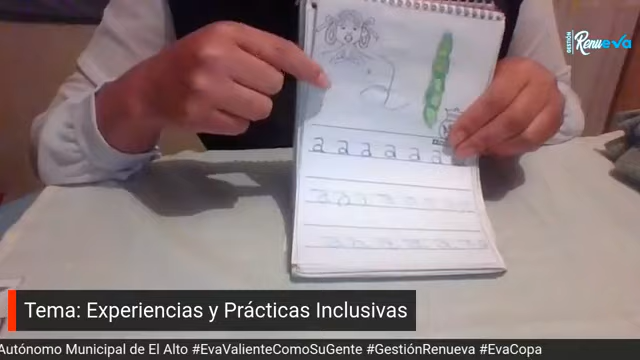 GESTIÓN
Renueva
a a a a a a
a a a a a a a a
a a a a a a a a
Tema: Experiencias y Prácticas Inclusivas
Autónomo Municipal de El Alto #EvaValienteComoSuGente #GestiónRenueva #EvaCopa